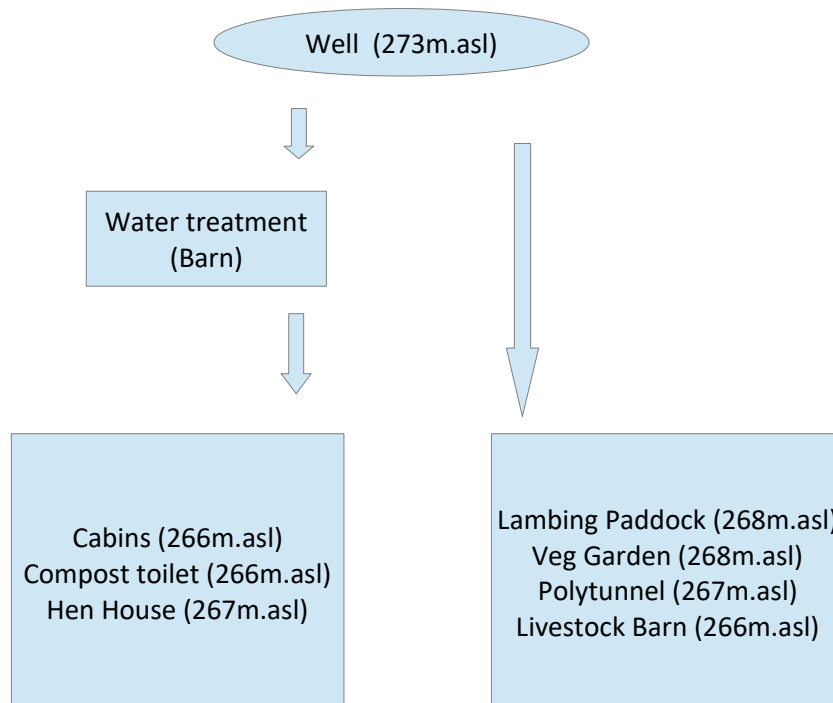 Well  (273m.asl)
Water treatment
(Barn)
Cabins (266m.asl)
Compost toilet (266m.asl)
Hen House (267m.asl)
Lambing Paddock (268m.asl)
Veg Garden (268m.asl)
Polytunnel (267m.asl)
Livestock Barn (266m.asl)